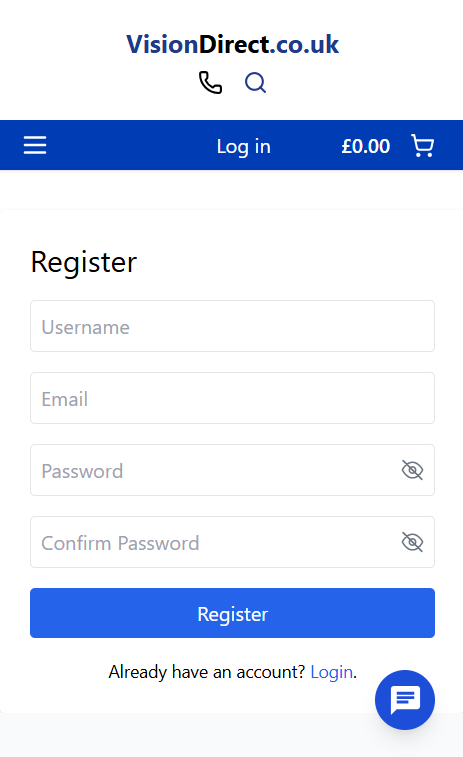 VisionDirect.co.uk
Log in £0.00
Register
Username
Email
Password
Confirm Password
Register
Already have an account? Login.